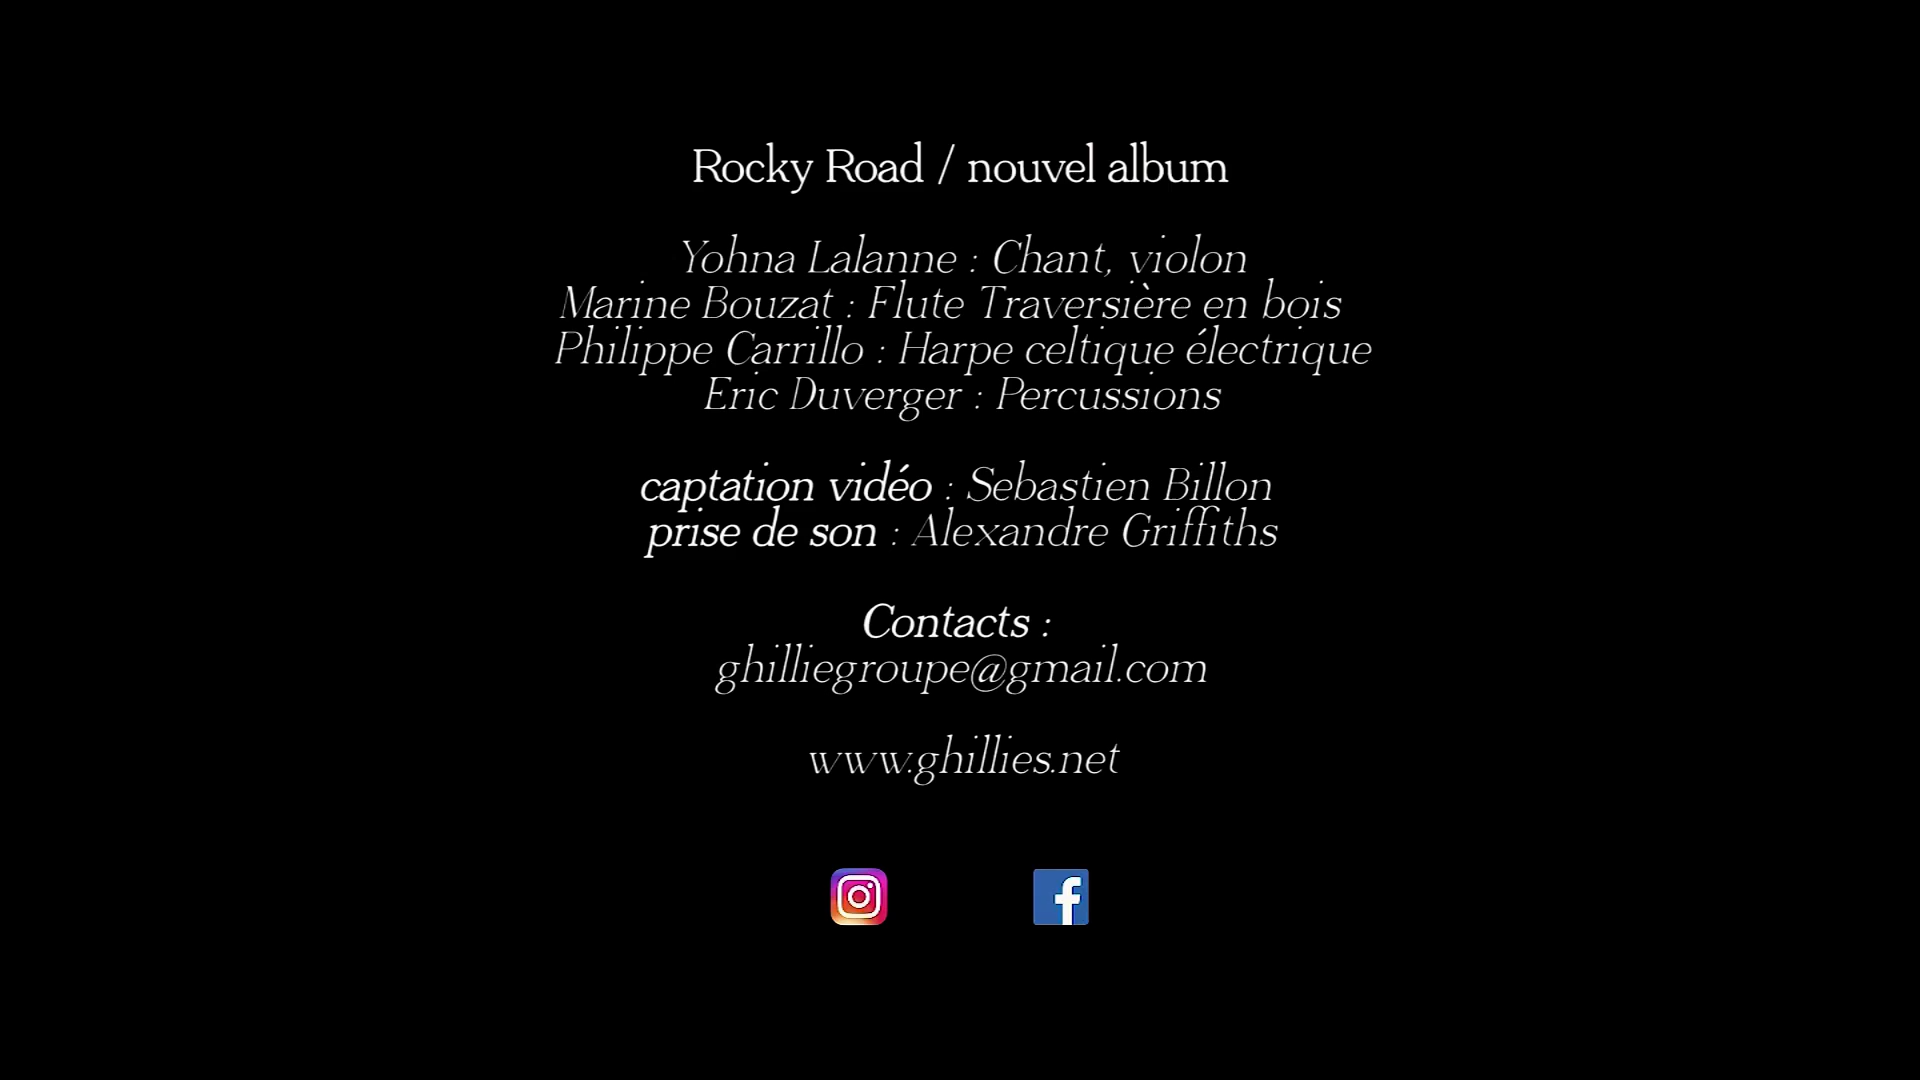 Rocky Road / nouvel album
Yohna Lalanne : Chant, violon
Marine Bouzat : Flute Traversière en bois
Philippe Carrillo : Harpe celtique électrique
Eric Duverger : Percussions
captation vidéo : Sebastien Billon
prise de son : Alexandre Griffiths
Contacts :
ghilliegroupe@gmail.com
www.ghillies.net